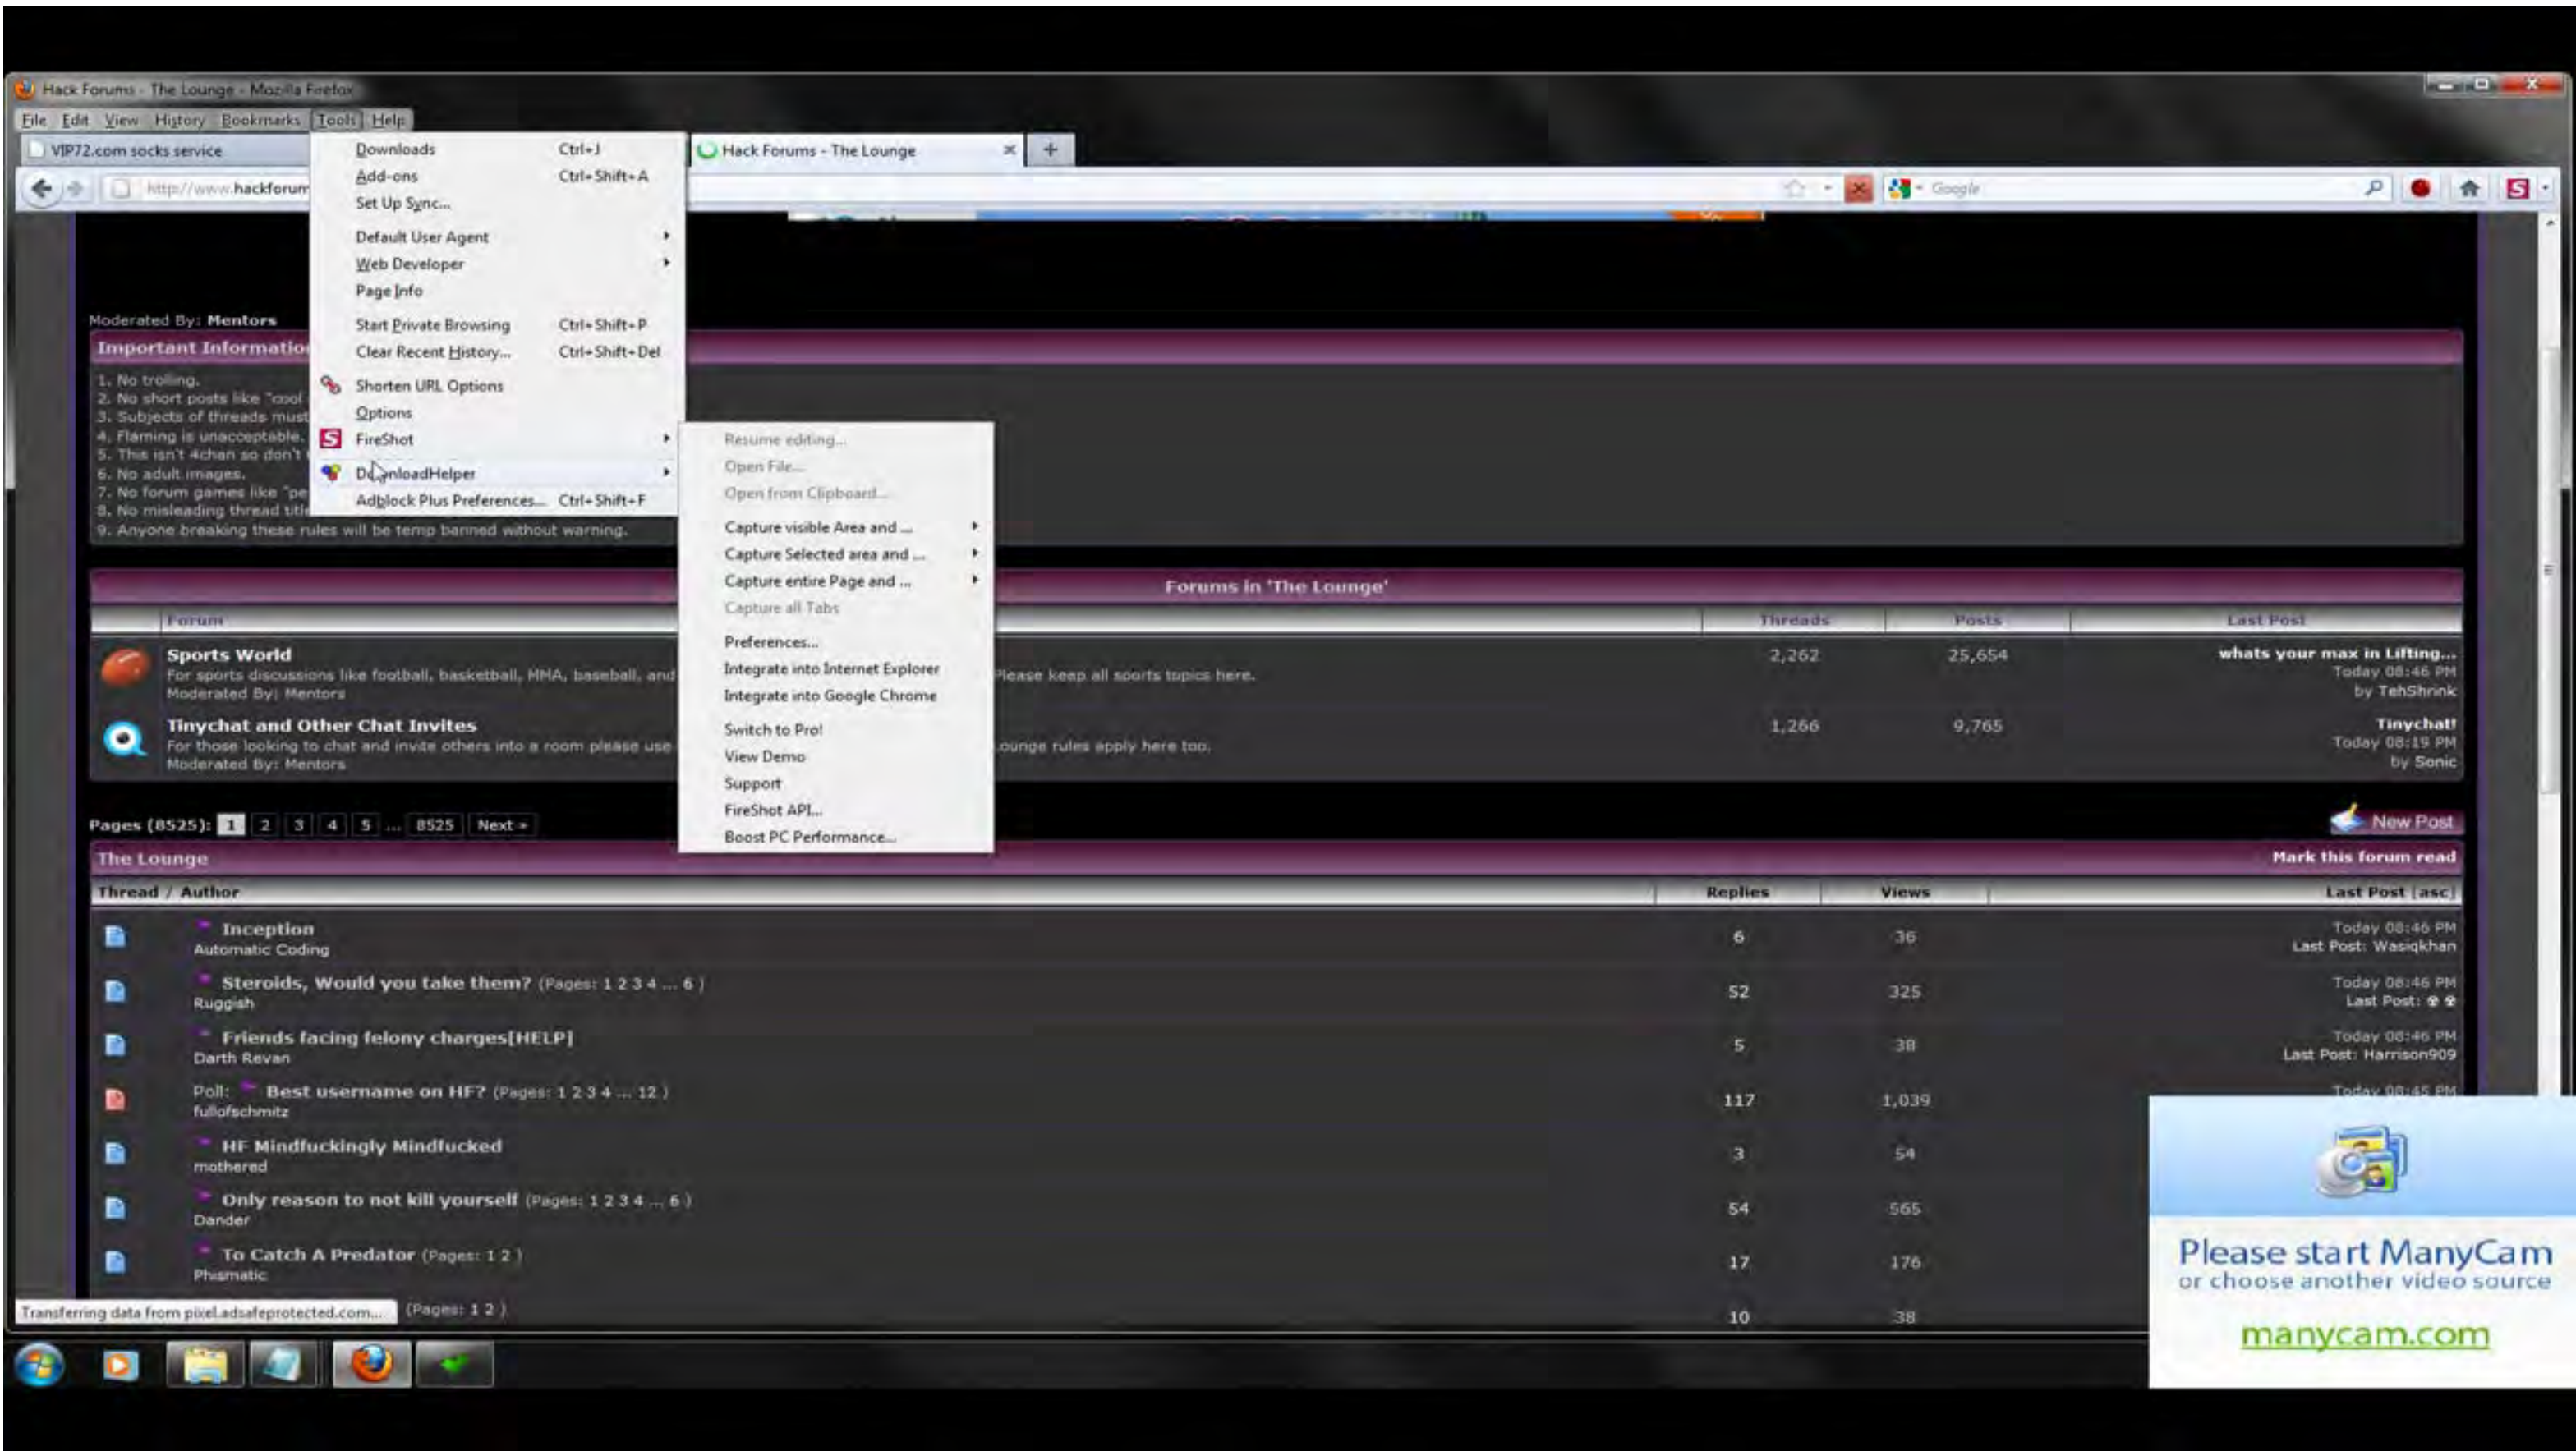 Hack Forums - The Lounge - Mozilla Firefox
File Edit View History Bookmarks Tools Help
VIP72.com socks service
Hack Forums - The Lounge
http://www.hackforum
Google
Downloads Ctrl+J
Add-ons Ctrl+Shift+A
Set Up Sync...
Default User Agent
Web Developer
Page Info
Start Private Browsing Ctrl+Shift+P
Clear Recent History... Ctrl+Shift+Del
Shorten URL Options
Options
FireShot
DownloadHelper
Adblock Plus Preferences... Ctrl+Shift+F
Resume editing...
Open File...
Open from Clipboard...
Capture visible Area and ...
Capture Selected area and ...
Capture entire Page and ...
Capture all Tabs
Preferences...
Integrate into Internet Explorer
Integrate into Google Chrome
Switch to Pro!
View Demo
Support
FireShot API...
Boost PC Performance...
Moderated By: Mentors
Important Informatio
1. No trolling.
2. No short posts like "cool
3. Subjects of threads must
4. Flaming is unacceptable.
5. This isn't 4chan so don't
6. No adult images.
7. No forum games like "pe
8. No misleading thread title
9. Anyone breaking these rules will be temp banned without warning.
Forums in 'The Lounge'
Forum Threads Posts Last Post
Sports World
For sports discussions like football, basketball, MMA, baseball, and Please keep all sports topics here.
Moderated By: Mentors
2,262 25,654
whats your max in Lifting...
Today 08:46 PM
by TehShrink
Tinychat and Other Chat Invites
For those looking to chat and invite others into a room please use ounge rules apply here too.
Moderated By: Mentors
1,266 9,765
Tinychat!
Today 08:19 PM
by Sonic
Pages (8525): 1 2 3 4 5 ... 8525 Next »
New Post
The Lounge Mark this forum read
Thread / Author Replies Views Last Post [asc]
Inception
Automatic Coding
6 36
Today 08:46 PM
Last Post: Wasiqkhan
Steroids, Would you take them? (Pages: 1 2 3 4 ... 6 )
Ruggish
52 325
Today 08:46 PM
Last Post: ☢ ☢
Friends facing felony charges[HELP]
Darth Revan
5 38
Today 08:46 PM
Last Post: Harrison909
Poll: Best username on HF? (Pages: 1 2 3 4 ... 12 )
fullofschmitz
117 1,039
Today 08:45 PM
HF Mindfuckingly Mindfucked
mothered
3 54
Only reason to not kill yourself (Pages: 1 2 3 4 ... 6 )
Dander
54 565
To Catch A Predator (Pages: 1 2 )
Phismatic
17 176
(Pages: 1 2 )
10 38
Transferring data from pixel.adsafeprotected.com...
Please start ManyCam
or choose another video source
manycam.com